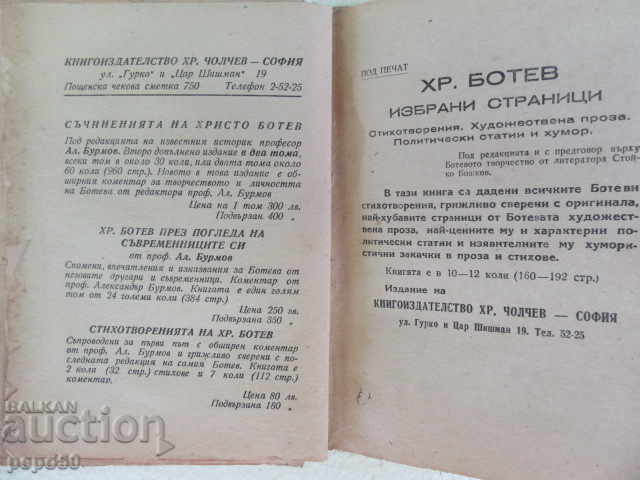 КНИГОИЗДАТЕЛСТВО ХР. ЧОЛЧЕВ — СОФИЯ
ул. „Гурко" и „Цар Шишман" 19
Пощенска чекова сметка 750 Телефон 2-52-25
СЪЧИНЕНИЯТА НА ХРИСТО БОТЕВ
Под редакцията на известния историк професор
Ал. Бурмов. Второ допълнено издание в два тома,
всеки том в около 30 коли, или двата тома около
60 коли (960 стр.). Новото в това издание е об-
ширния коментар за творчеството и личността
на Ботева от редактора проф. Ал. Бурмов
Цена на 1 том 300 лв.
Подвързан 400 „
ХР. БОТЕВ ПРЕЗ ПОГЛЕДА НА
СЪВРЕМЕННИЦИТЕ СИ
от проф. Ал. Бурмов
Спомени, впечатления и изказвания за Ботева от
неговите другари и съвременници. Коментар от
проф. Александър Бурмов. Книгата е един голям
том от 24 големи коли (384 стр.)
Цена 250 лв.
Подвързана 350 „
СТИХОТВОРЕНИЯТА НА ХР. БОТЕВ
Съпроводени за първи път с обширен коментар
от проф. Ал. Бурмов и грижливо сверени с по-
следната редакция на самия Ботев. Книгата е
2 коли (32 стр.) стихове и 7 коли (112 стр.)
коментар.
Цена 80 лв.
Подвързана 180 „
ПОД ПЕЧАТ
ХР. БОТЕВ
ИЗБРАНИ СТРАНИЦИ
Стихотворения. Художествена проза.
Политически статии и хумор.
Под редакцията и с предговор върху
Ботевото творчество от литератора Стой-
ко Божков.
В тази книга са дадени всичките Ботеви
стихотворения, грижливо сверени с оригинала,
най-хубавите страници от Ботевата художест-
вена проза, най-ценните му и характерни по-
литически статии и язвителните му хумори-
стични закачки в проза и стихове.
Книгата е в 10—12 коли (160—192 стр.)
Издание на
КНИГОИЗДАТЕЛСТВО ХР. ЧОЛЧЕВ — СОФИЯ
ул. Гурко и Цар Шишман 19. Тел. 52-25
BALKAN
auction
pspd50